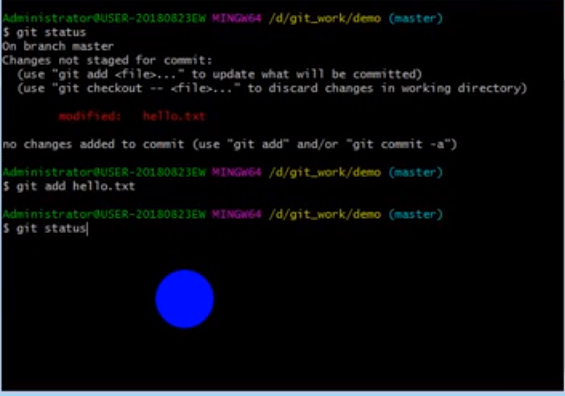 Administrator@USER-20180823EW MINGW64 /d/git_work/demo (master)
$ git status
On branch master
Changes not staged for commit:
  (use "git add <file>..." to update what will be committed)
  (use "git checkout -- <file>..." to discard changes in working directory)
        modified:   hello.txt
no changes added to commit (use "git add" and/or "git commit -a")
Administrator@USER-20180823EW MINGW64 /d/git_work/demo (master)
$ git add hello.txt
Administrator@USER-20180823EW MINGW64 /d/git_work/demo (master)
$ git status